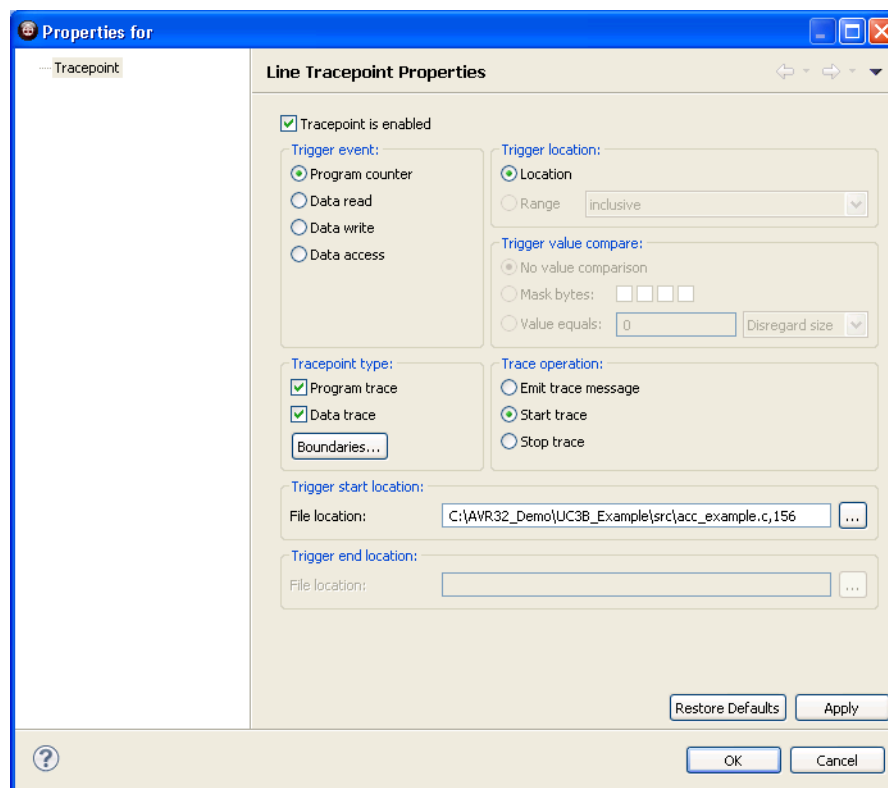 Properties for
Tracepoint
Line Tracepoint Properties
Tracepoint is enabled
Trigger event:
Program counter
Data read
Data write
Data access
Trigger location:
Location
Range inclusive
Trigger value compare:
No value comparison
Mask bytes:
Value equals: 0 Disregard size
Tracepoint type:
Program trace
Data trace
Boundaries...
Trace operation:
Emit trace message
Start trace
Stop trace
Trigger start location:
File location: C:\AVR32_Demo\UC3B_Example\src\acc_example.c,156 ...
Trigger end location:
File location: ...
Restore Defaults Apply
? OK Cancel